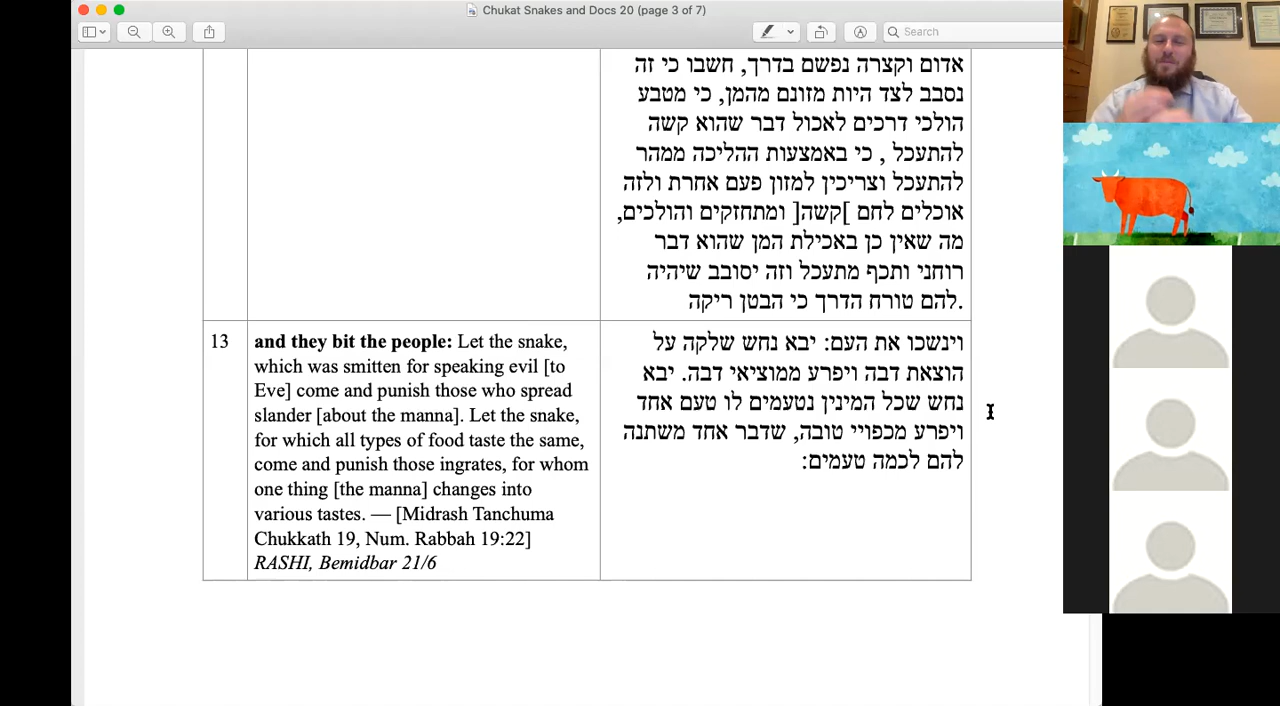 Chukat Snakes and Docs 20 (page 3 of 7)
Search
אדום וקצרה נפשם בדרך, חשבו כי זה
נסבב לצד היות מזונם מהמן, כי מטבע
הולכי דרכים לאכול דבר שהוא קשה
להתעכל , כי באמצעות ההליכה ממהר
להתעכל וצריכין למזון פעם אחרת ולזה
אוכלים לחם ]קשה[ ומתחזקים והולכים,
מה שאין כן באכילת המן שהוא דבר
רוחני ותכף מתעכל וזה יסובב שיהיה
.להם טורח הדרך כי הבטן ריקה
13
and they bit the people: Let the snake,
which was smitten for speaking evil [to
Eve] come and punish those who spread
slander [about the manna]. Let the snake,
for which all types of food taste the same,
come and punish those ingrates, for whom
one thing [the manna] changes into
various tastes. — [Midrash Tanchuma
Chukkath 19, Num. Rabbah 19:22]
RASHI, Bemidbar 21/6
וינשכו את העם: יבא נחש שלקה על
הוצאת דבה ויפרע ממוציאי דבה. יבא
נחש שכל המינין נטעמים לו טעם אחד
ויפרע מכפויי טובה, שדבר אחד משתנה
להם לכמה טעמים: